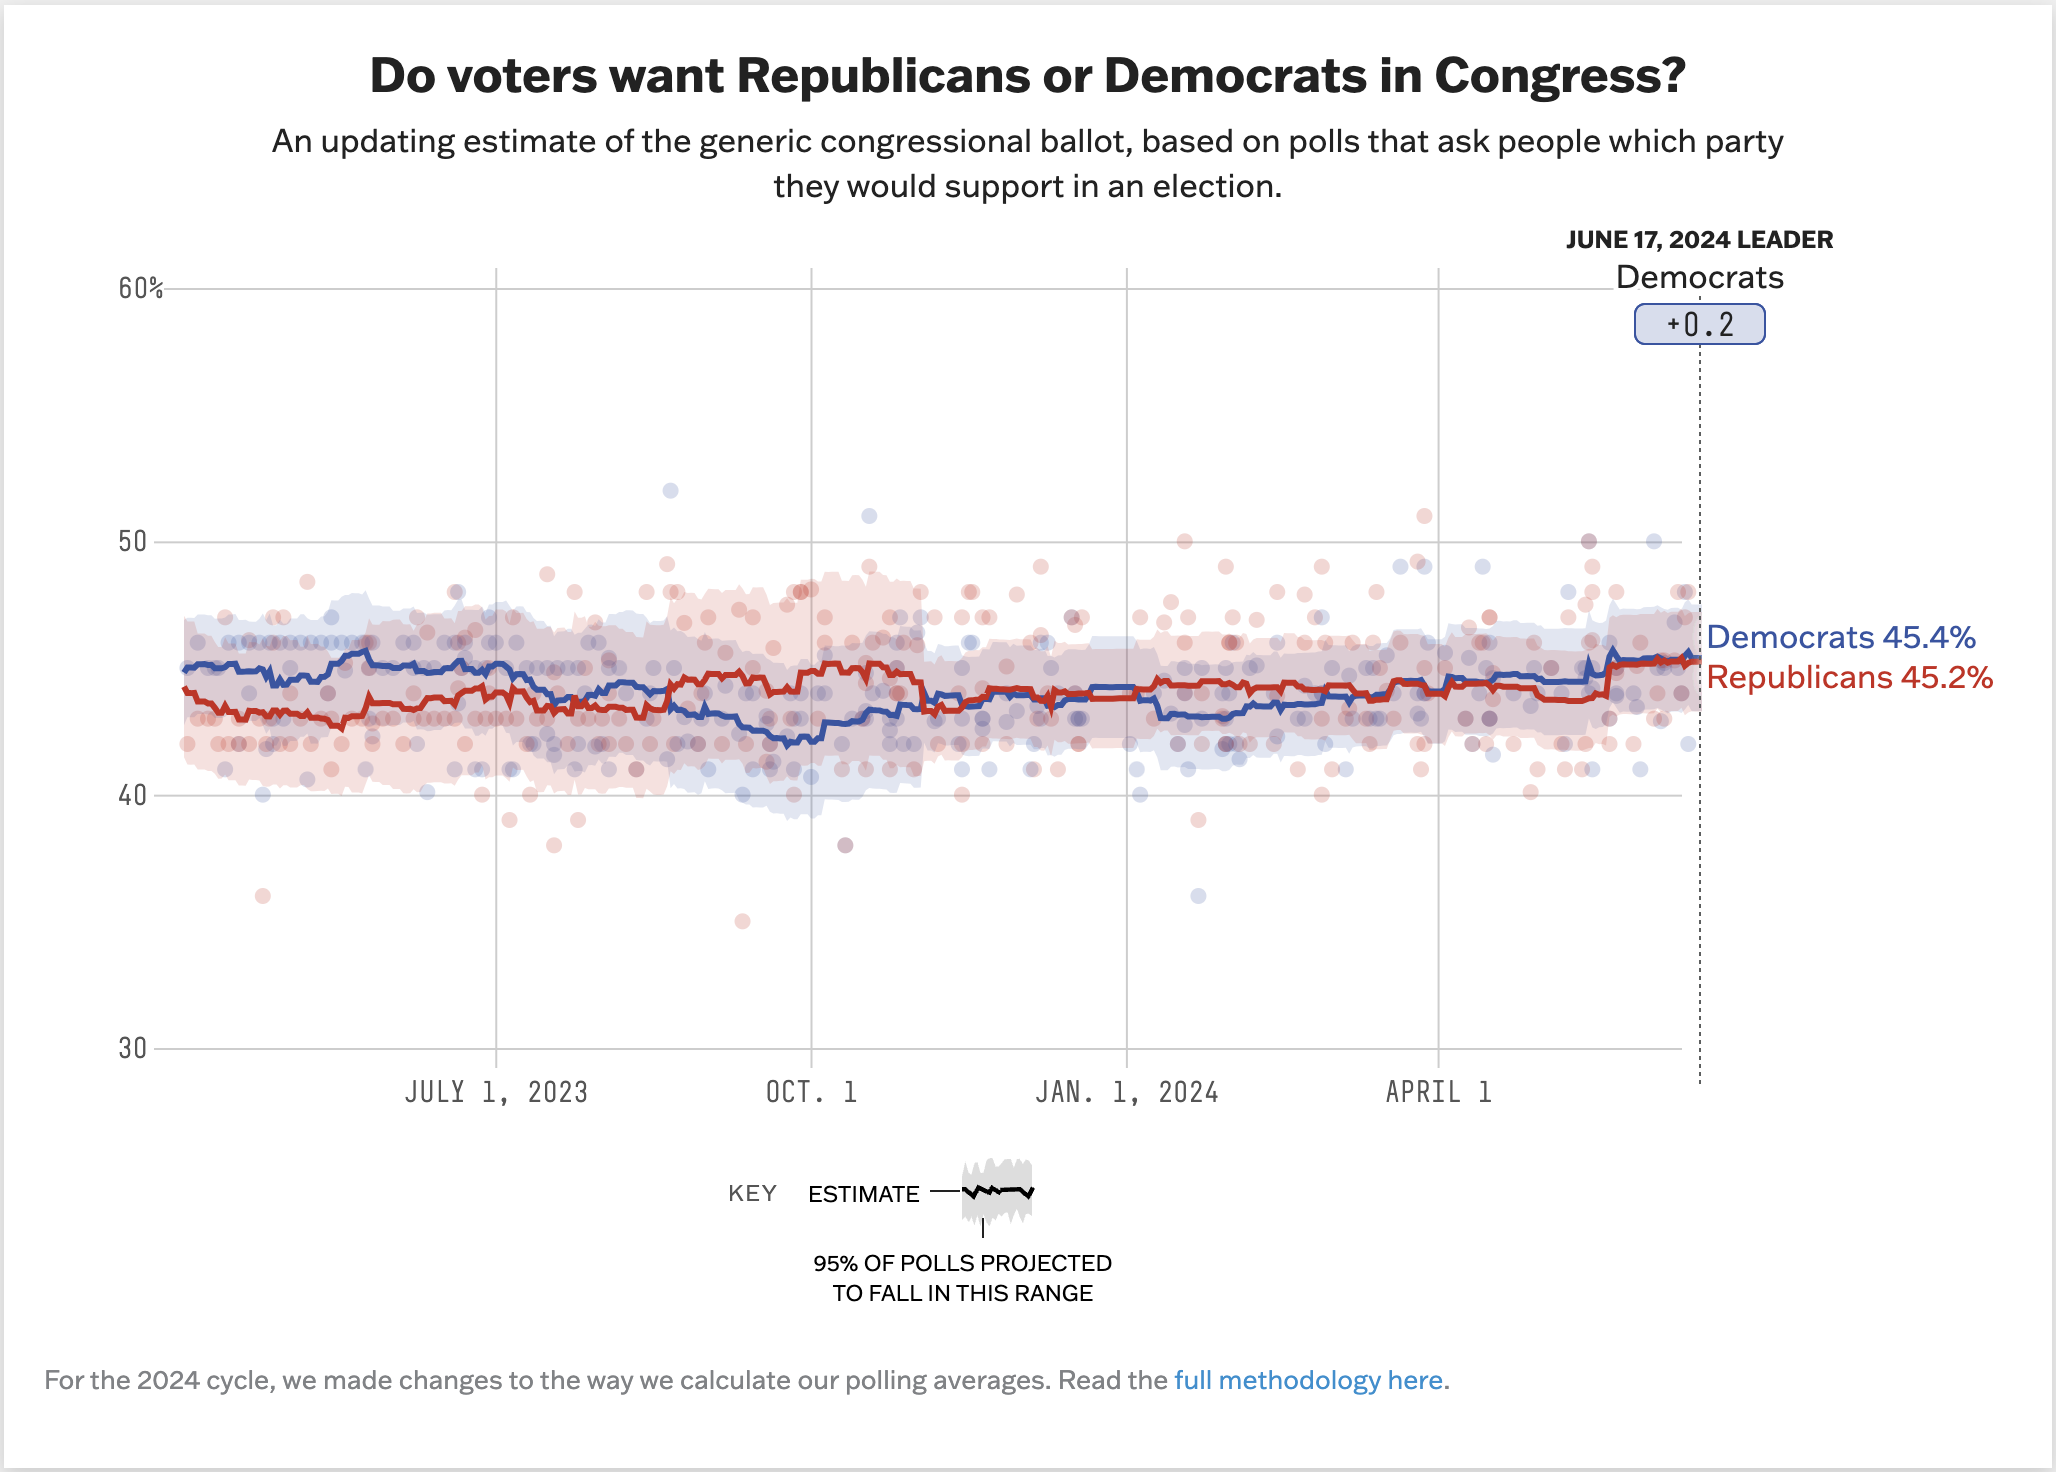 Do voters want Republicans or Democrats in Congress?
An updating estimate of the generic congressional ballot, based on polls that ask people which party
they would support in an election.
JUNE 17, 2024 LEADER
Democrats
+0.2
60%
50
40
30
Democrats 45.4%
Republicans 45.2%
JULY 1, 2023
OCT. 1
JAN. 1, 2024
APRIL 1
KEY
ESTIMATE
95% OF POLLS PROJECTED
TO FALL IN THIS RANGE
For the 2024 cycle, we made changes to the way we calculate our polling averages. Read the full methodology here.